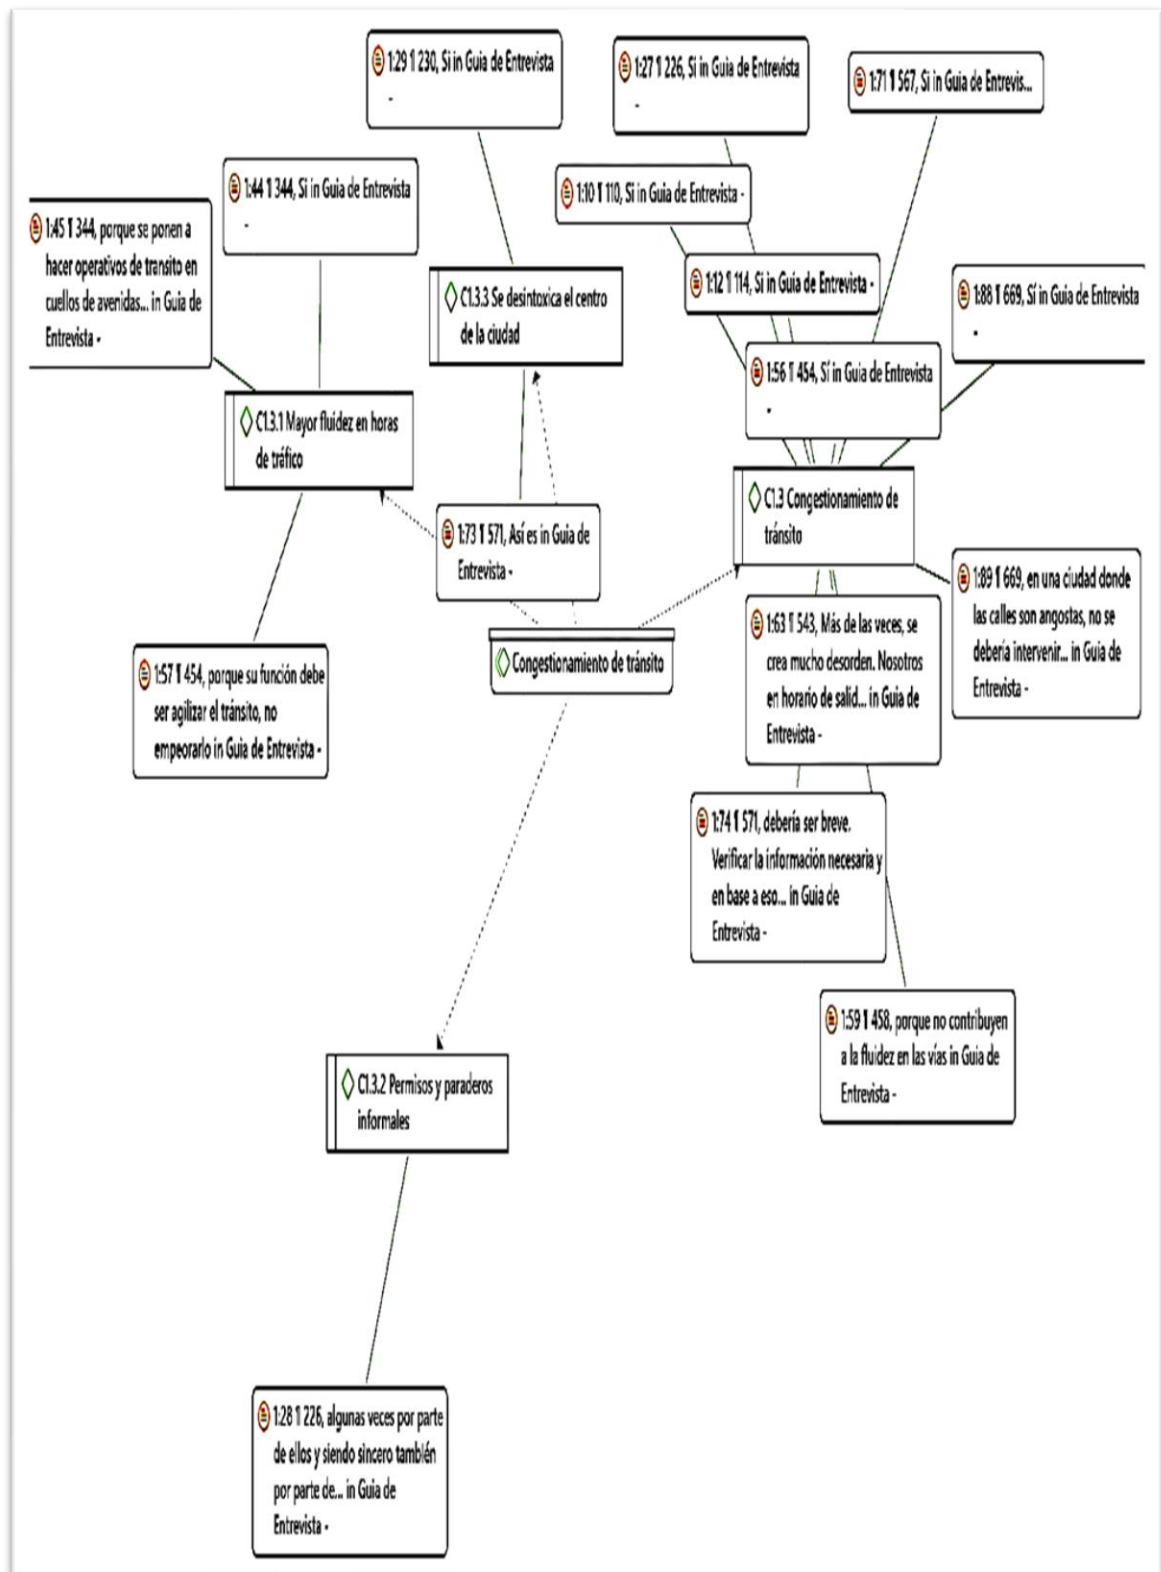 1:29 ¶ 230, Si in Guia de Entrevista
-
1:27 ¶ 226, Si in Guia de Entrevista
-
1:71 ¶ 567, Si in Guia de Entrevis...
1:44 ¶ 344, Si in Guia de Entrevista
-
1:10 ¶ 110, Si in Guia de Entrevista -
1:45 ¶ 344, porque se ponen a
hacer operativos de transito en
cuellos de avenidas... in Guia de
Entrevista -
C1.3.3 Se desintoxica el centro
de la ciudad
1:12 ¶ 114, Si in Guia de Entrevista -
1:88 ¶ 669, Sí in Guia de Entrevista
-
1:56 ¶ 454, Sí in Guia de Entrevista
-
C1.3.1 Mayor fluidez en horas
de tráfico
C1.3 Congestionamiento de
tránsito
1:73 ¶ 571, Así es in Guia de
Entrevista -
1:89 ¶ 669, en una ciudad donde
las calles son angostas, no se
debería intervenir... in Guia de
Entrevista -
1:63 ¶ 543, Más de las veces, se
crea mucho desorden. Nosotros
en horario de salid... in Guia de
Entrevista -
Congestionamiento de tránsito
1:57 ¶ 454, porque su función debe
ser agilizar el tránsito, no
empeorarlo in Guia de Entrevista -
1:74 ¶ 571, debería ser breve.
Verificar la información necesaria y
en base a eso... in Guia de
Entrevista -
1:59 ¶ 458, porque no contribuyen
a la fluidez en las vías in Guia de
Entrevista -
C1.3.2 Permisos y paraderos
informales
1:28 ¶ 226, algunas veces por parte
de ellos y siendo sincero también
por parte de... in Guia de
Entrevista -